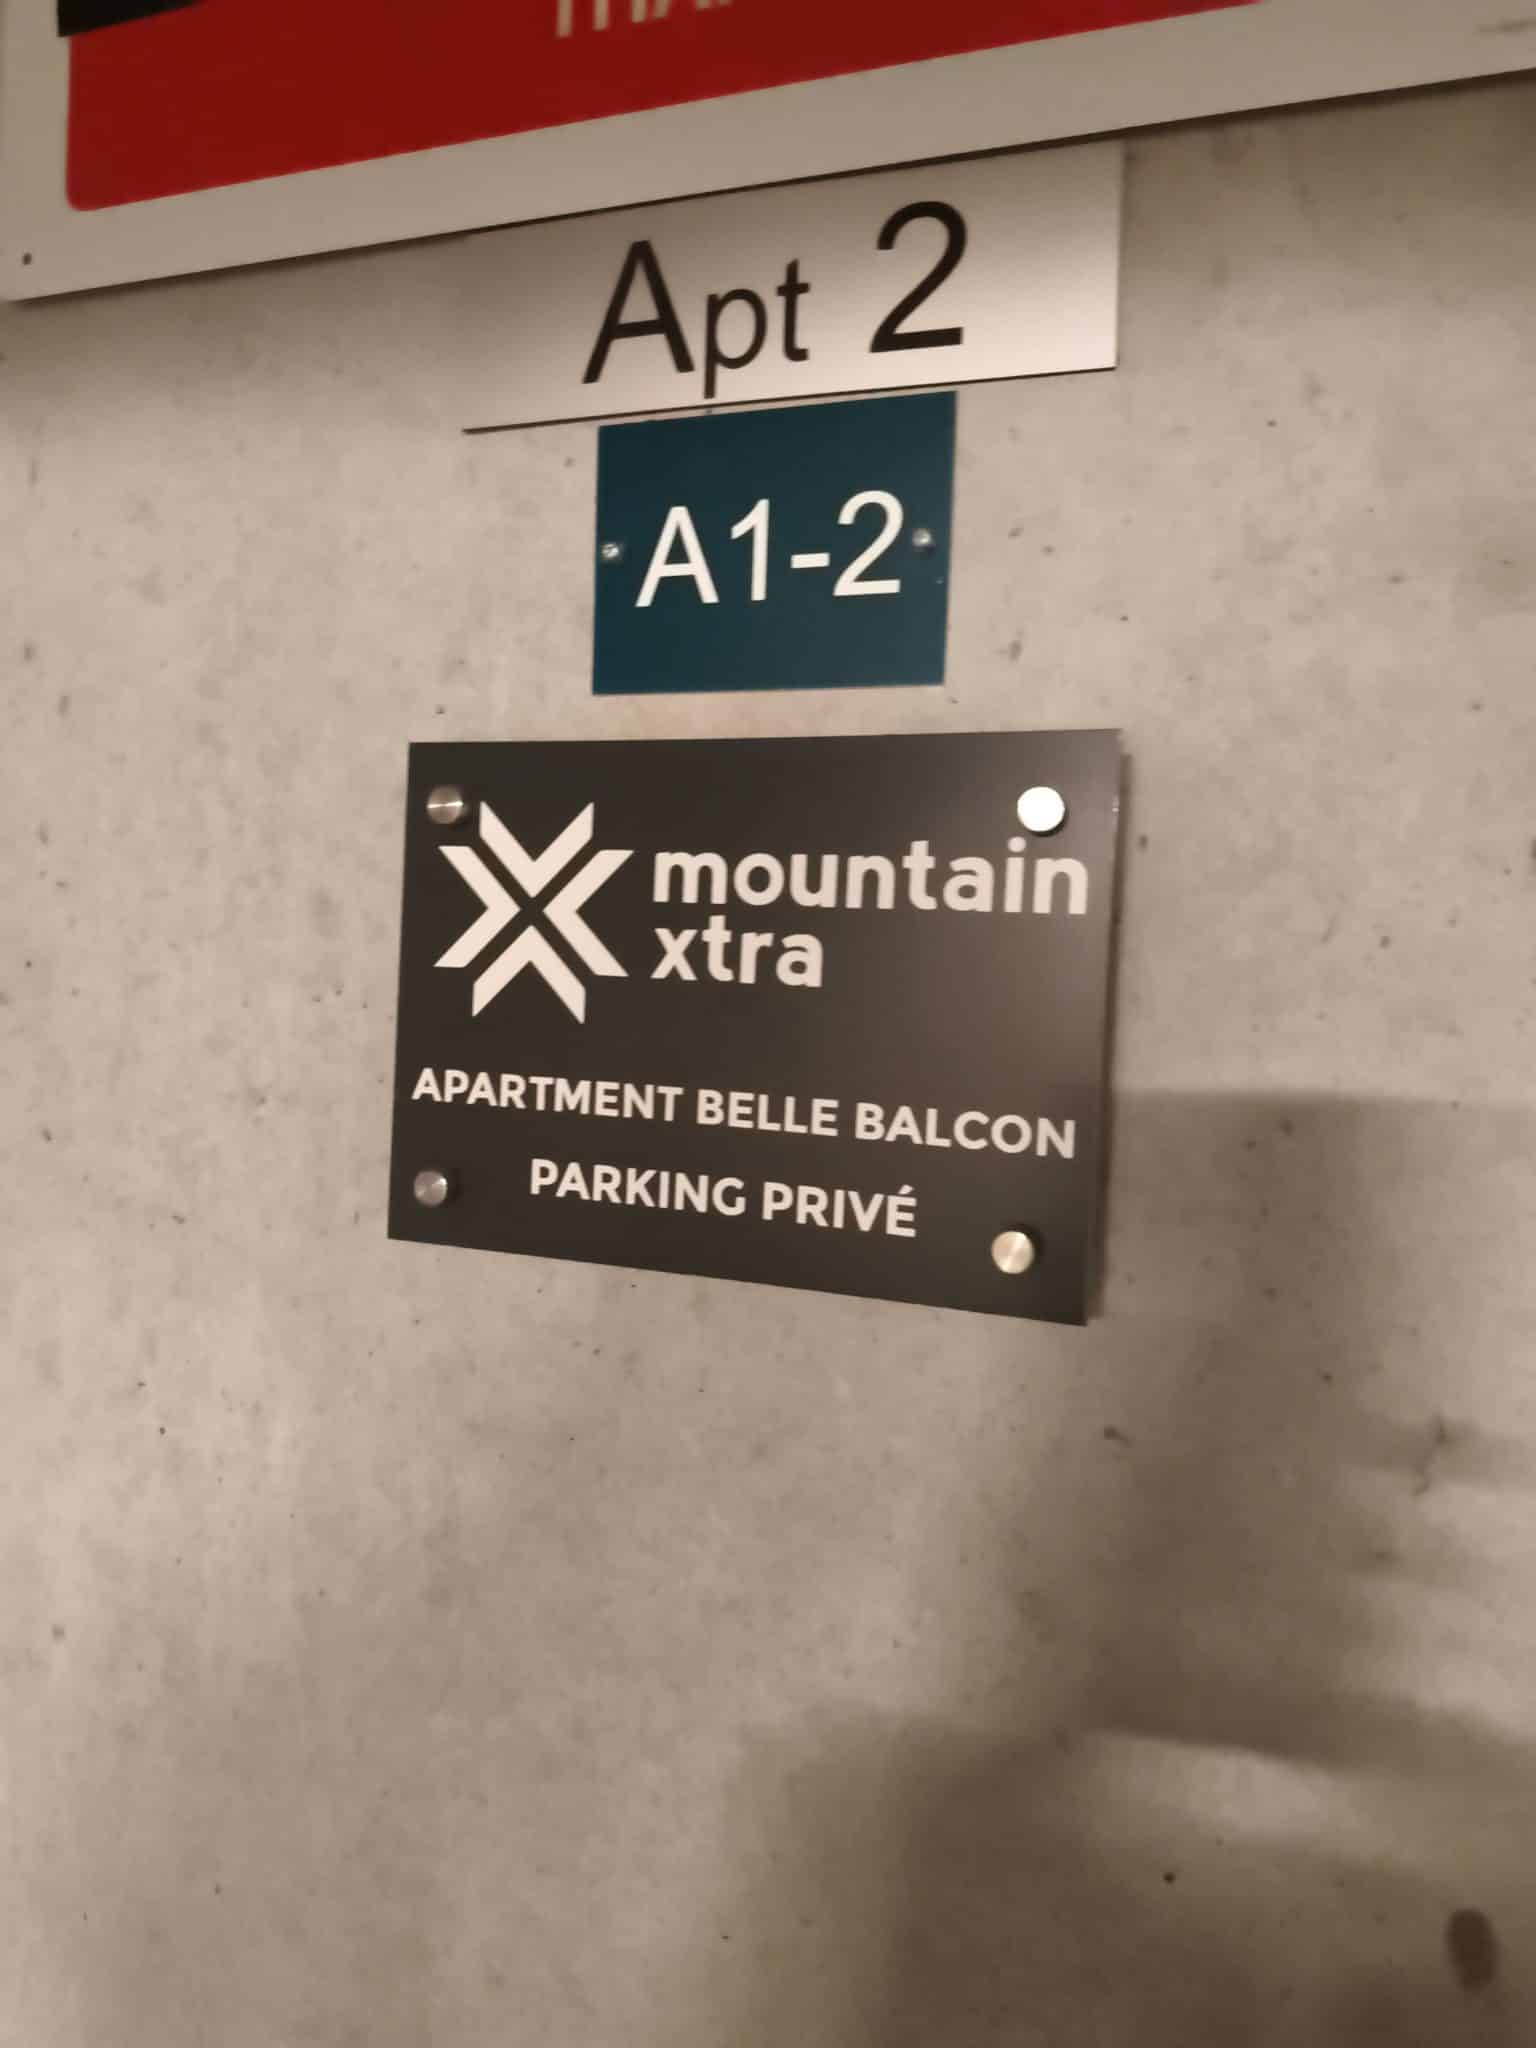 Apt 2
A1-2
mountain
xtra
APARTMENT BELLE BALCON
PARKING PRIVÉ